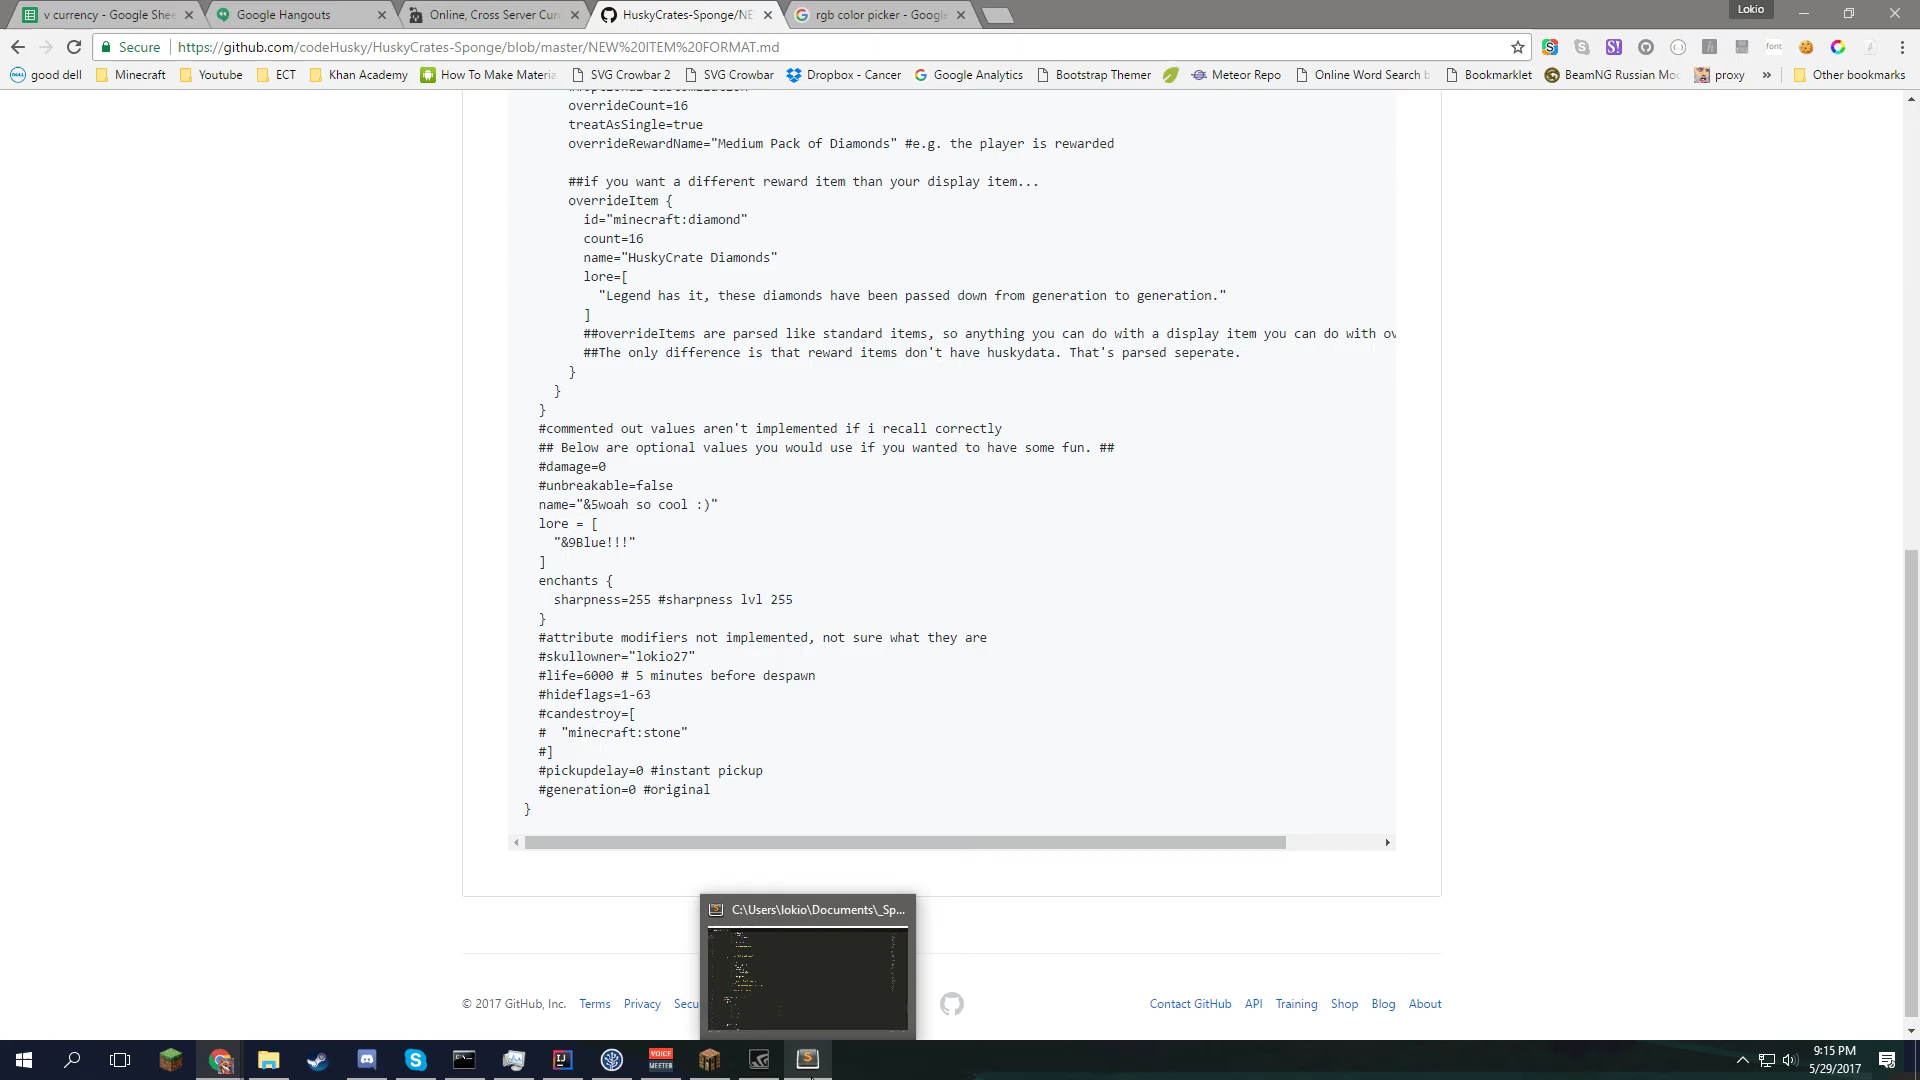 v currency - Google Shee
Google Hangouts
Online, Cross Server Cur
HuskyCrates-Sponge/NE
rgb color picker - Google
Lokio
Secure
https://github.com/codeHusky/HuskyCrates-Sponge/blob/master/NEW%20ITEM%20FORMAT.md
good dell
Minecraft
Youtube
ECT
Khan Academy
How To Make Materia
SVG Crowbar 2
SVG Crowbar
Dropbox - Cancer
Google Analytics
Bootstrap Themer
Meteor Repo
Online Word Search b
Bookmarklet
BeamNG Russian Mo
proxy
»
Other bookmarks
overrideCount=16
treatAsSingle=true
overrideRewardName="Medium Pack of Diamonds" #e.g. the player is rewarded
##if you want a different reward item than your display item...
overrideItem {
id="minecraft:diamond"
count=16
name="HuskyCrate Diamonds"
lore=[
"Legend has it, these diamonds have been passed down from generation to generation."
]
##overrideItems are parsed like standard items, so anything you can do with a display item you can do with ov
##The only difference is that reward items don't have huskydata. That's parsed seperate.
}
}
}
#commented out values aren't implemented if i recall correctly
## Below are optional values you would use if you wanted to have some fun. ##
#damage=0
#unbreakable=false
name="&5woah so cool :)"
lore = [
"&9Blue!!!"
]
enchants {
sharpness=255 #sharpness lvl 255
}
#attribute modifiers not implemented, not sure what they are
#skullowner="lokio27"
#life=6000 # 5 minutes before despawn
#hideflags=1-63
#candestroy=[
# "minecraft:stone"
#]
#pickupdelay=0 #instant pickup
#generation=0 #original
}
C:\Users\lokio\Documents\_Sp...
© 2017 GitHub, Inc.
Terms
Privacy
Secu
Contact GitHub
API
Training
Shop
Blog
About
VOICE
MEETER
9:15 PM
5/29/2017